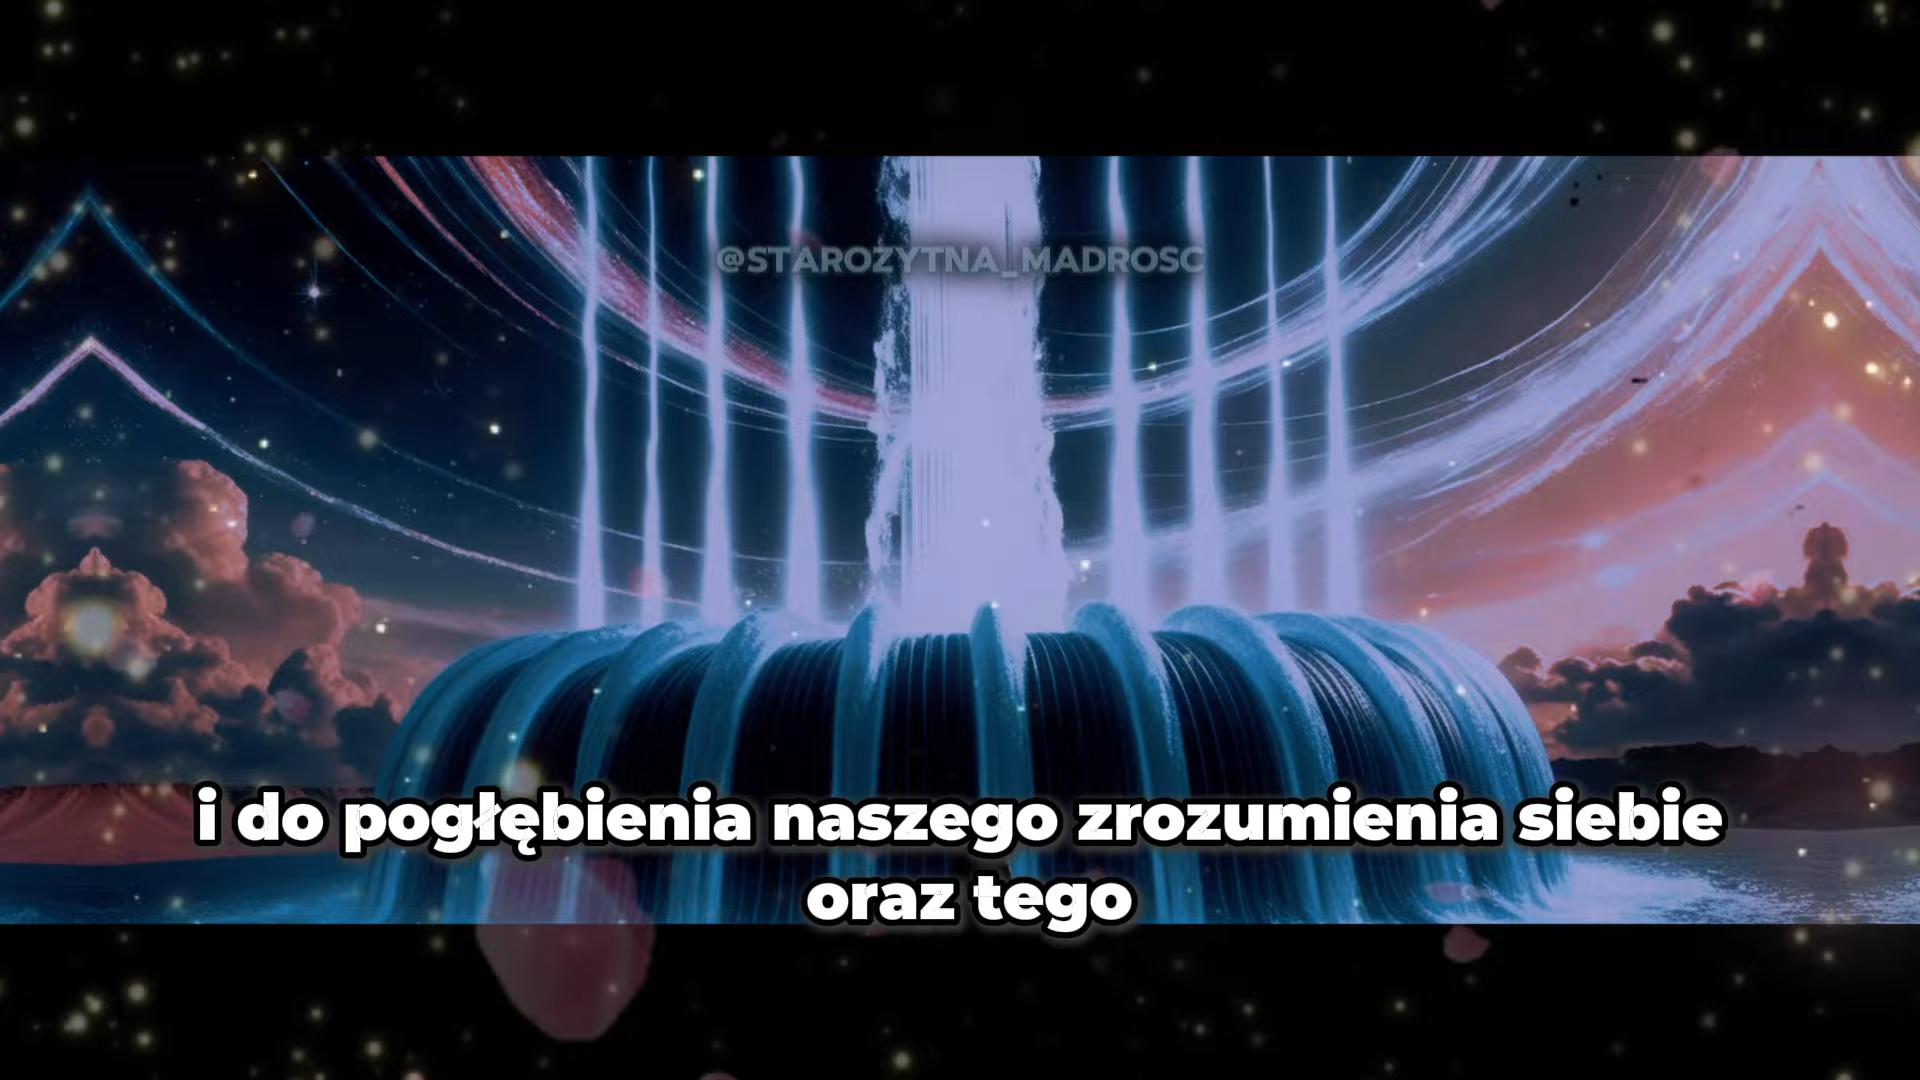 @STAROZYTNA_MADROSC
i do pogłębienia naszego zrozumienia siebie
oraz tego